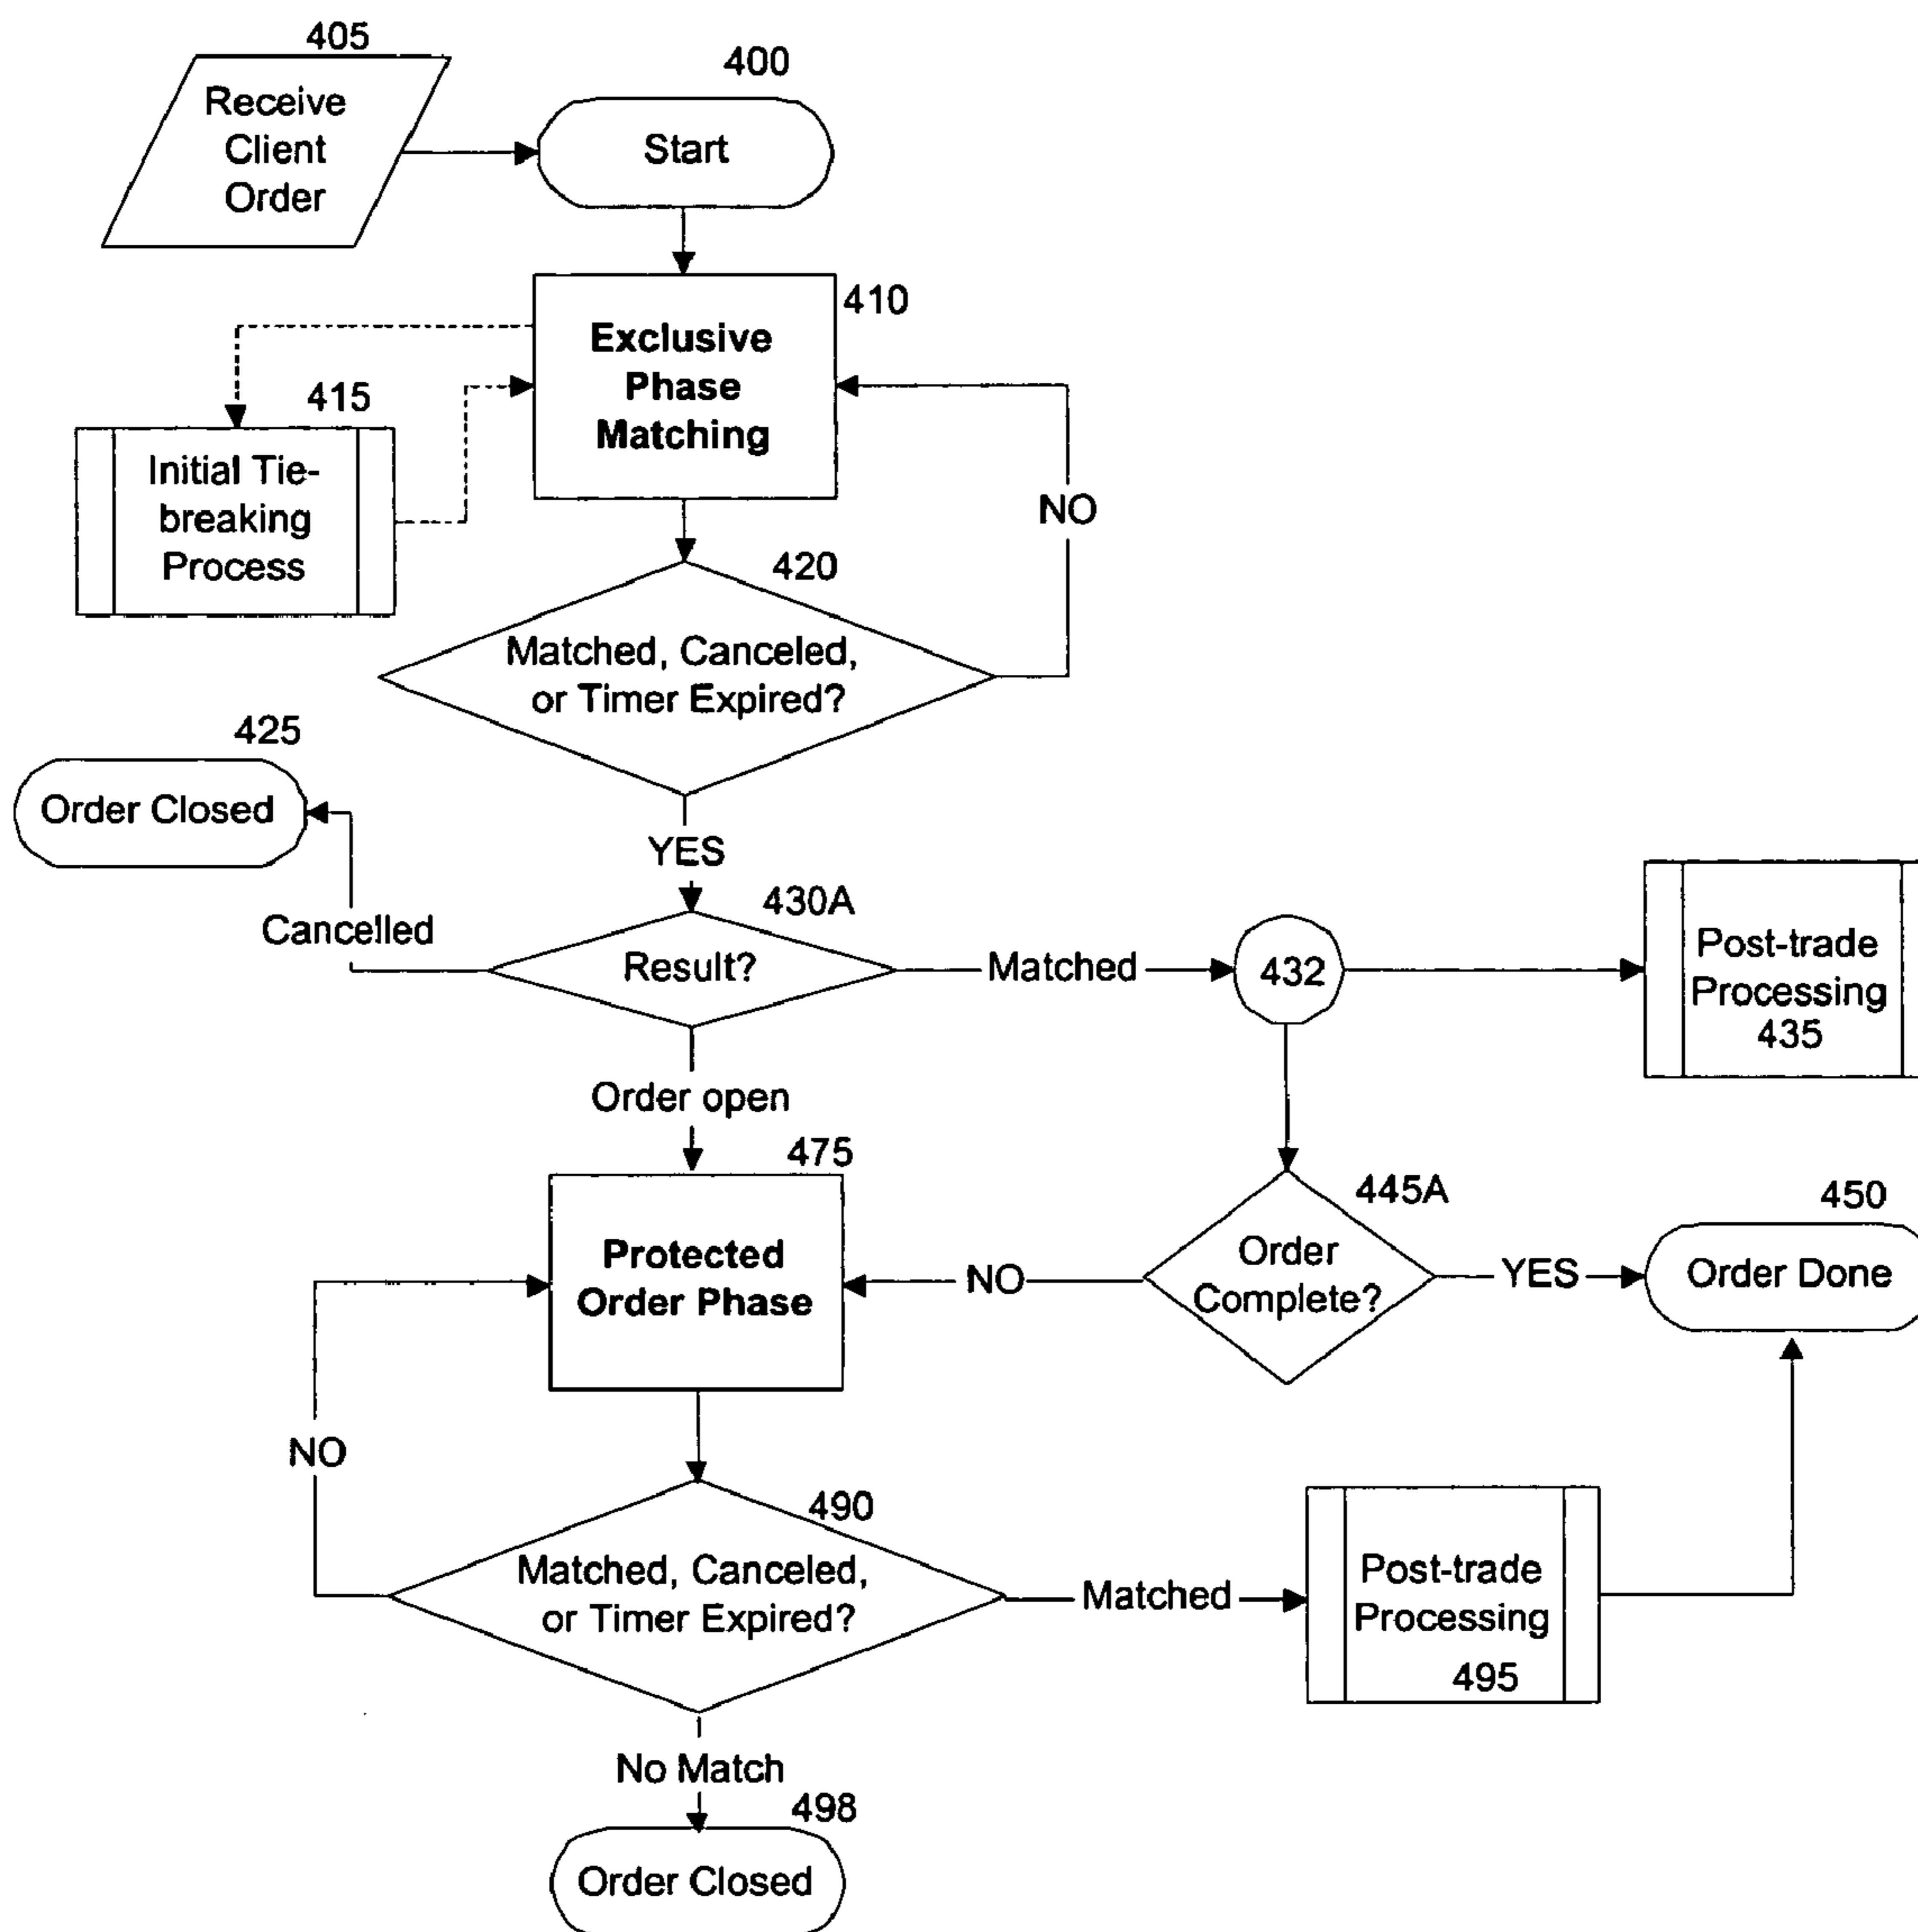 405
400
Receive
Client
Order
Start
410
Exclusive
Phase
Matching
415
Initial Tie-
breaking
Process
NO
420
Matched, Canceled,
or Timer Expired?
425
Order Closed
YES
430A
Cancelled
Result?
Matched
432
Post-trade
Processing
435
Order open
475
445A
450
Protected
Order Phase
NO
Order
Complete?
YES
Order Done
NO
490
Matched, Canceled,
or Timer Expired?
Matched
Post-trade
Processing
495
No Match
498
Order Closed